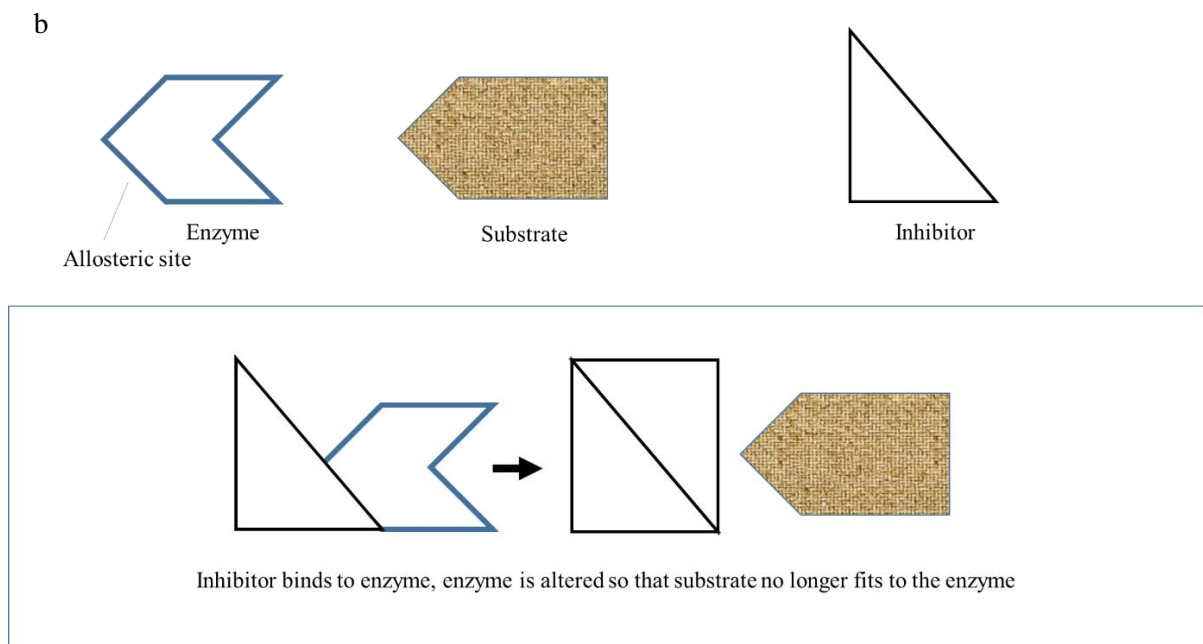 b
Enzyme
Substrate
Inhibitor
Allosteric site
Inhibitor binds to enzyme, enzyme is altered so that substrate no longer fits to the enzyme